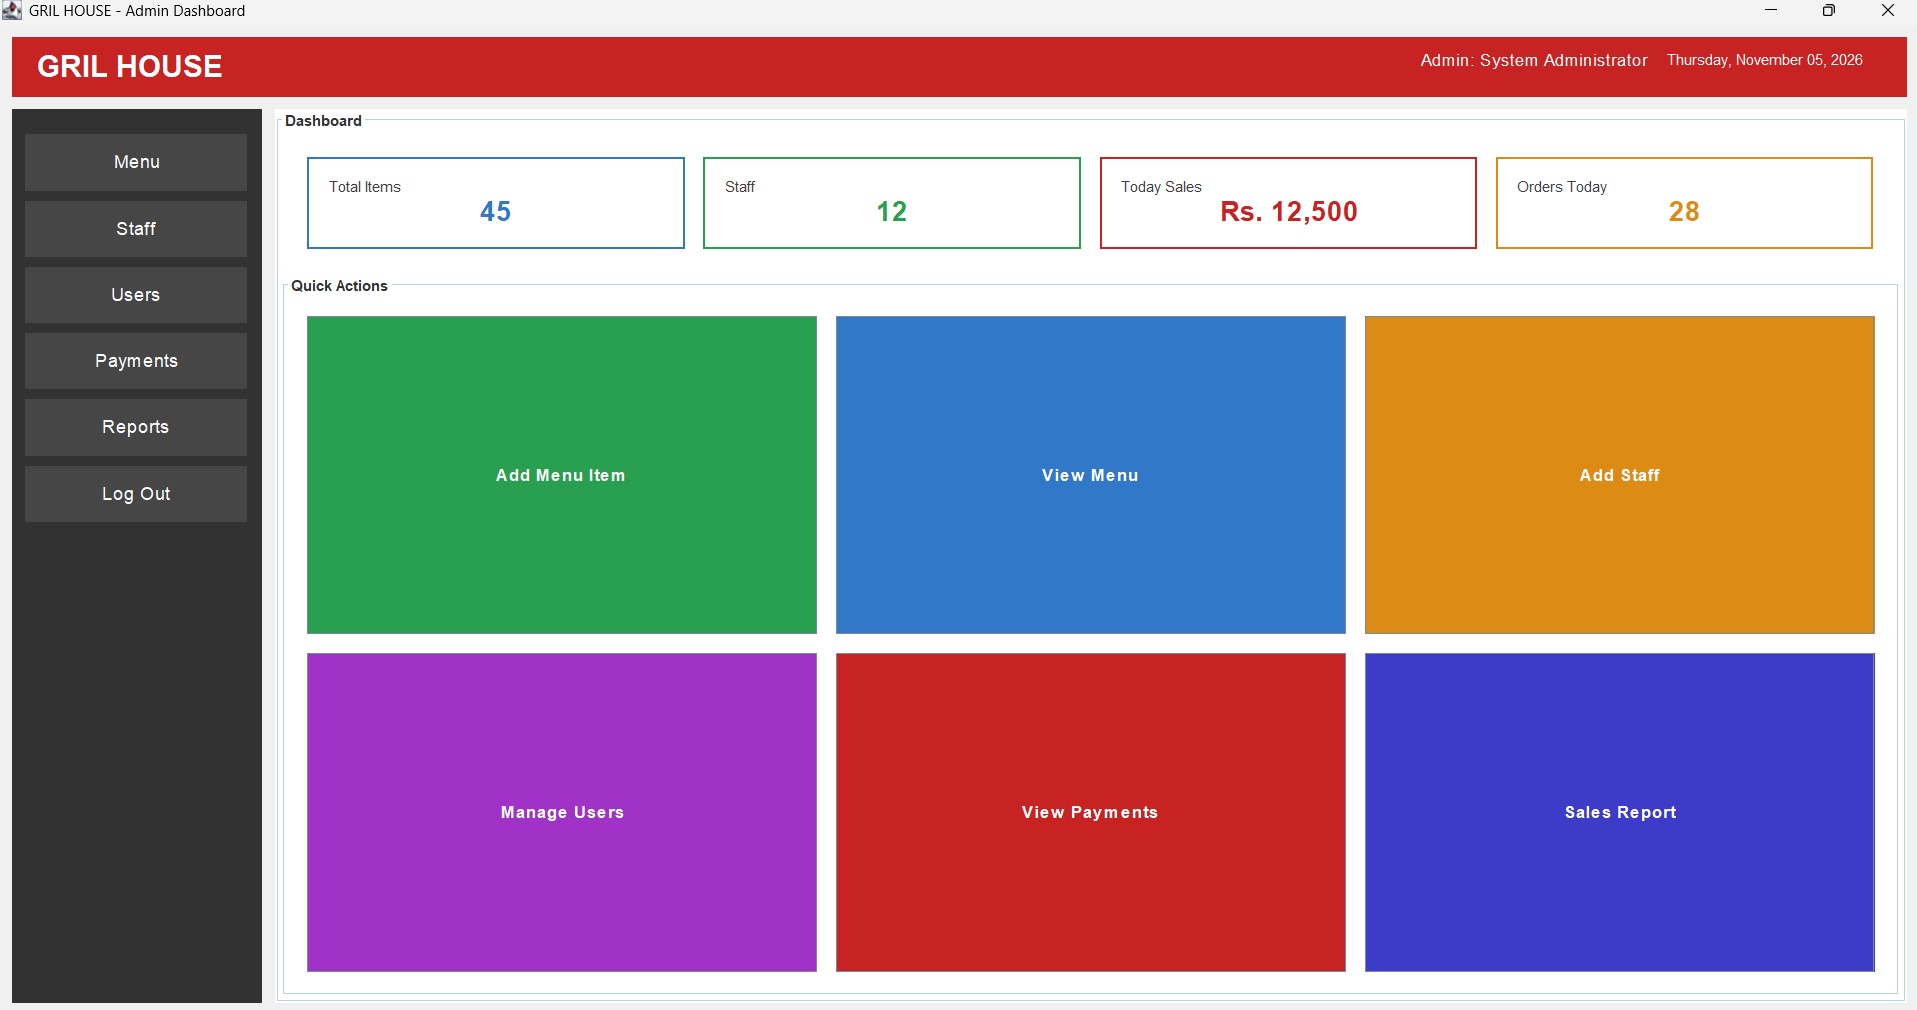 GRIL HOUSE - Admin Dashboard
GRIL HOUSE
Admin: System Administrator Thursday, November 05, 2026
Menu
Staff
Users
Payments
Reports
Log Out
Dashboard
Total Items
45
Staff
12
Today Sales
Rs. 12,500
Orders Today
28
Quick Actions
Add Menu Item
View Menu
Add Staff
Manage Users
View Payments
Sales Report